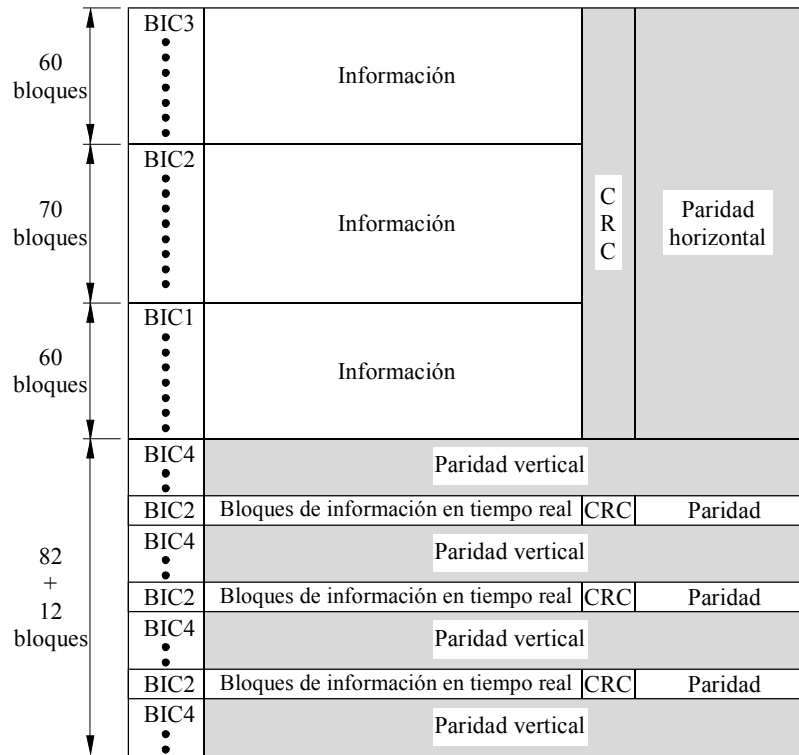 BIC3
60
bloques
Información
BIC2
70
bloques
Información
C
R
C
Paridad
horizontal
BIC1
60
bloques
Información
BIC4
Paridad vertical
BIC2 Bloques de información en tiempo real CRC Paridad
BIC4
Paridad vertical
82
+
12
bloques
BIC2 Bloques de información en tiempo real CRC Paridad
BIC4
Paridad vertical
BIC2 Bloques de información en tiempo real CRC Paridad
BIC4
Paridad vertical